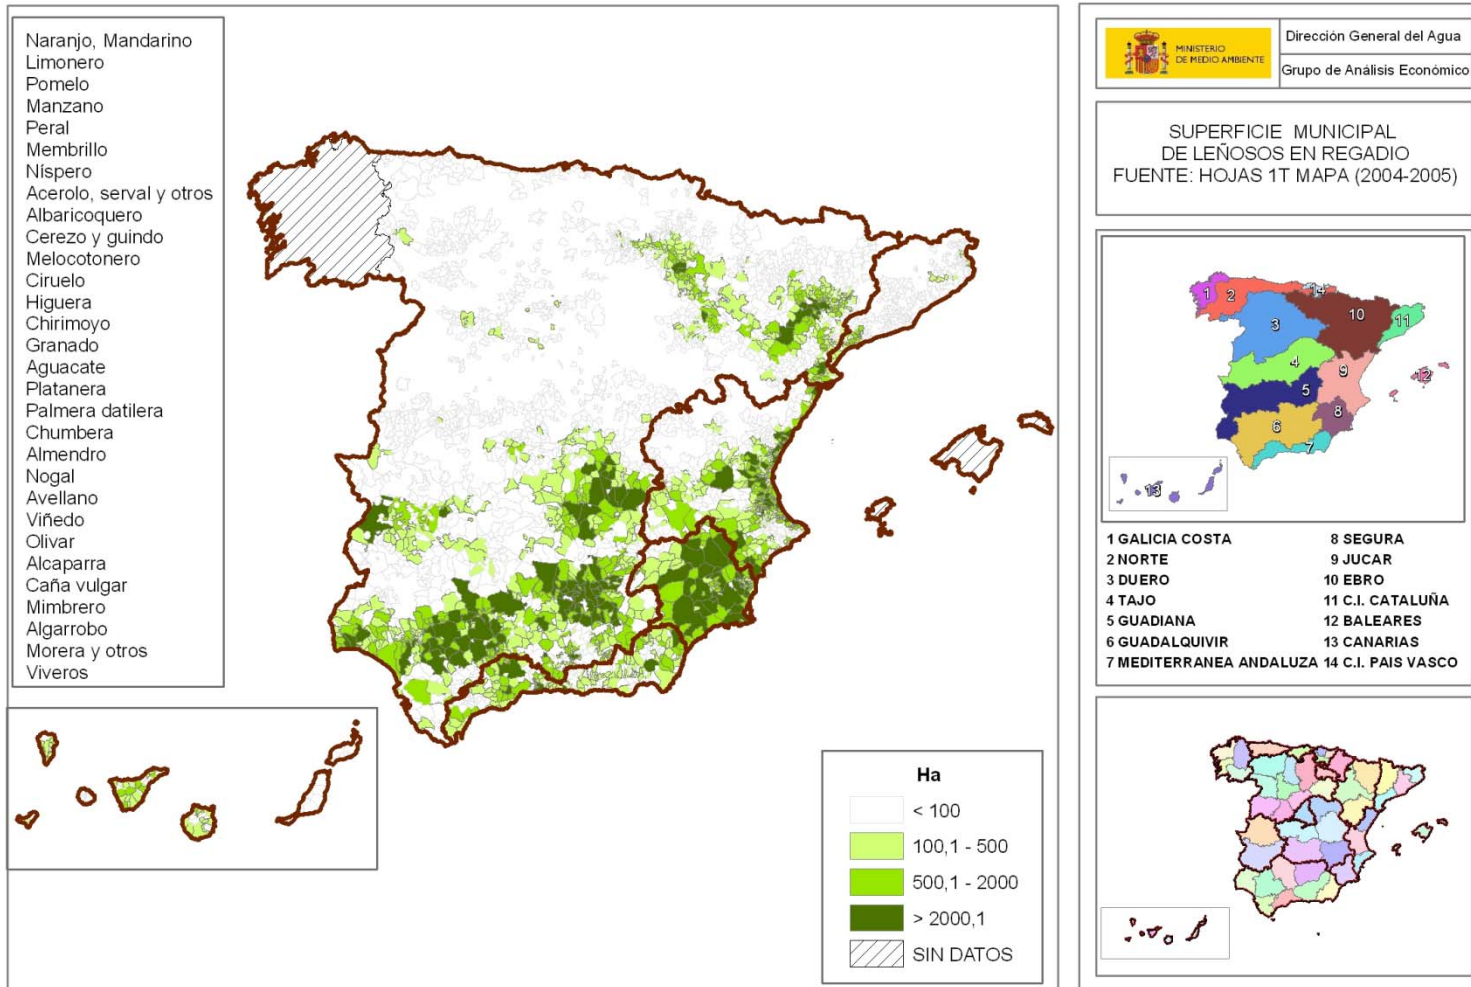 Naranjo, Mandarino
Limonero
Pomelo
Manzano
Peral
Membrillo
Níspero
Acerolo, serval y otros
Albaricoquero
Cerezo y guindo
Melocotonero
Ciruelo
Higuera
Chirimoyo
Granado
Aguacate
Platanera
Palmera datilera
Chumbera
Almendro
Nogal
Avellano
Viñedo
Olivar
Alcaparra
Caña vulgar
Mimbrero
Algarrobo
Morera y otros
Viveros
Ha
< 100
100,1 - 500
500,1 - 2000
> 2000,1
SIN DATOS
MINISTERIO
DE MEDIO AMBIENTE
Dirección General del Agua
Grupo de Análisis Económico
SUPERFICIE MUNICIPAL
DE LEÑOSOS EN REGADIO
FUENTE: HOJAS 1T MAPA (2004-2005)
1
2
14
3
10
11
4
9
12
5
8
6
7
13
1 GALICIA COSTA
2 NORTE
3 DUERO
4 TAJO
5 GUADIANA
6 GUADALQUIVIR
7 MEDITERRANEA ANDALUZA
8 SEGURA
9 JUCAR
10 EBRO
11 C.I. CATALUÑA
12 BALEARES
13 CANARIAS
14 C.I. PAIS VASCO